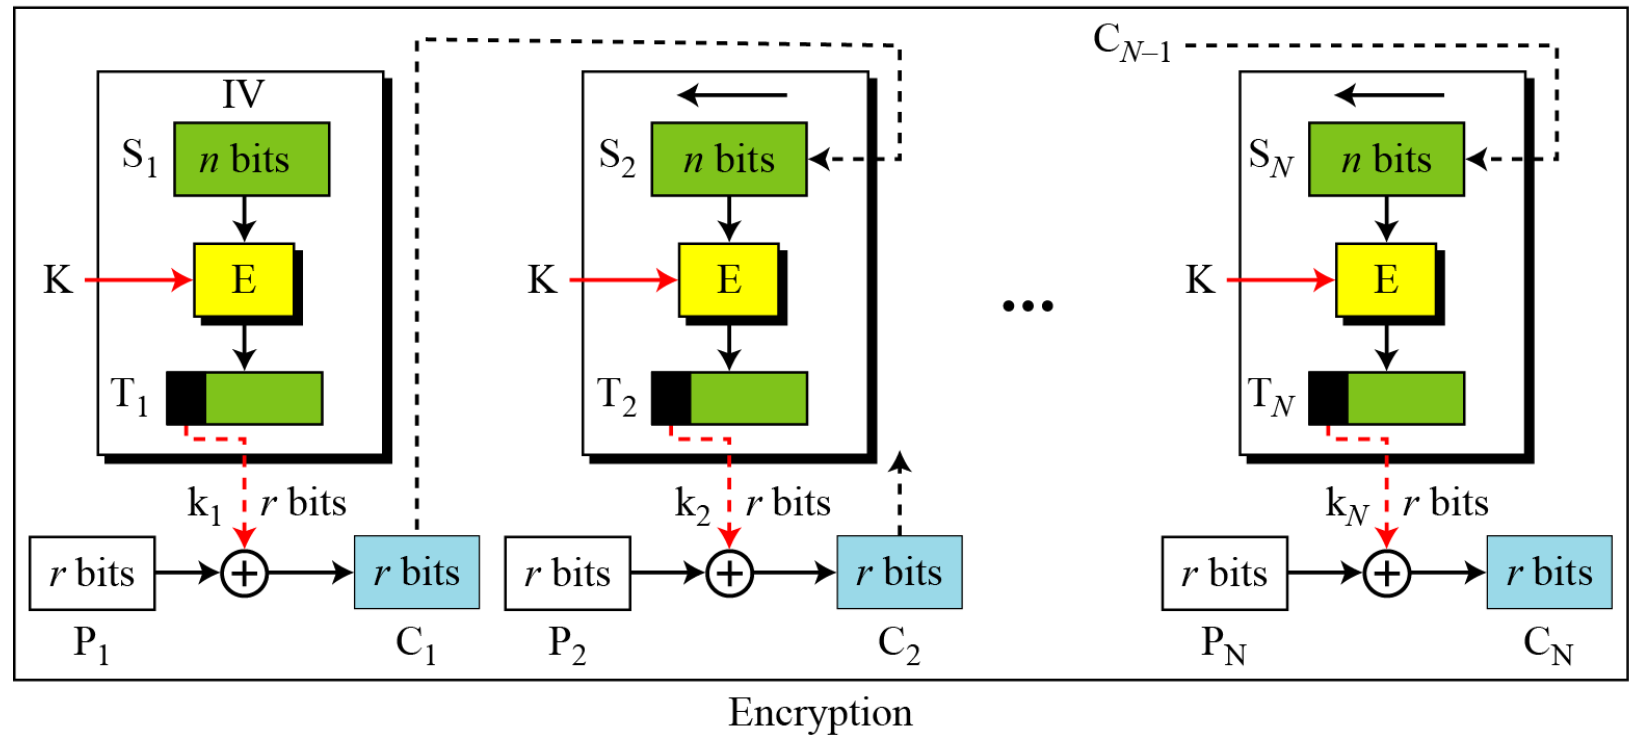 C_{N–1}
IV
S_1 n bits
S_2 n bits
S_N n bits
K E
K E
K E
...
T_1
T_2
T_N
k_1 r bits
k_2 r bits
k_N r bits
r bits + r bits
r bits + r bits
r bits + r bits
P_1 C_1
P_2 C_2
P_N C_N
Encryption